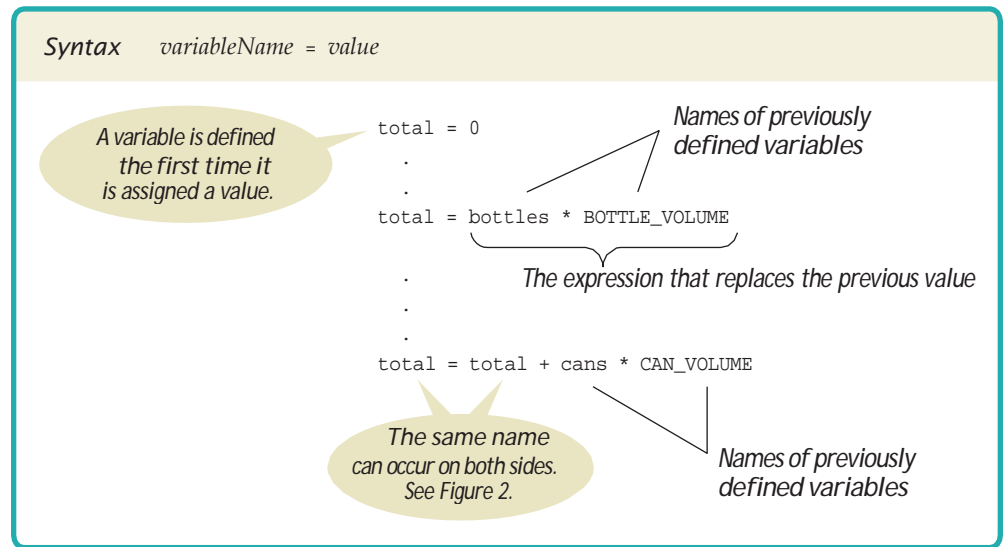 Syntax variableName = value
A variable is defined
the first time it
is assigned a value.
total = 0
.
.
Names of previously
defined variables
total = bottles * BOTTLE_VOLUME
The expression that replaces the previous value
.
.
.
total = total + cans * CAN_VOLUME
The same name
can occur on both sides.
See Figure 2.
Names of previously
defined variables